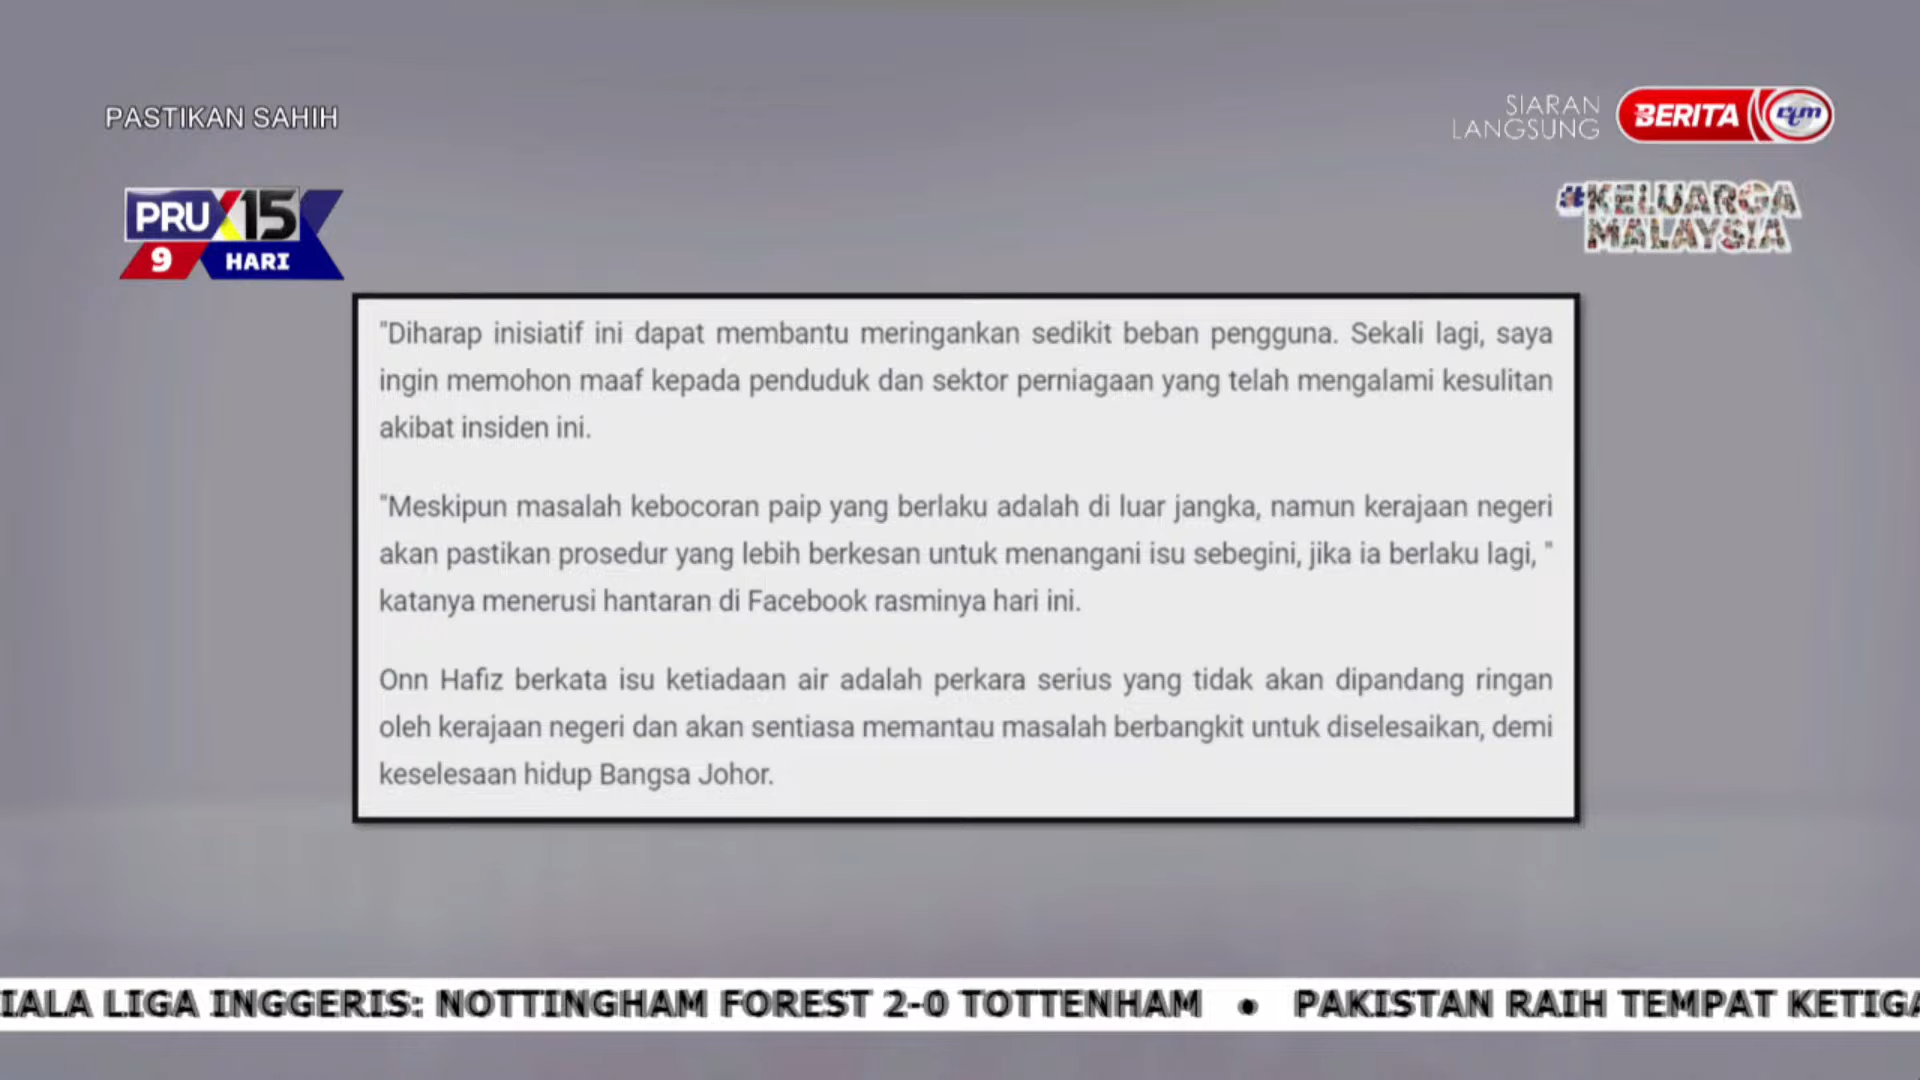 PASTIKAN SAHIH
SIARAN
LANGSUNG
BERITA rtm
PRU 15
9 HARI
#KELUARGA
MALAYSIA
"Diharap inisiatif ini dapat membantu meringankan sedikit beban pengguna. Sekali lagi, saya
ingin memohon maaf kepada penduduk dan sektor perniagaan yang telah mengalami kesulitan
akibat insiden ini.
"Meskipun masalah kebocoran paip yang berlaku adalah di luar jangka, namun kerajaan negeri
akan pastikan prosedur yang lebih berkesan untuk menangani isu sebegini, jika ia berlaku lagi, "
katanya menerusi hantaran di Facebook rasminya hari ini.
Onn Hafiz berkata isu ketiadaan air adalah perkara serius yang tidak akan dipandang ringan
oleh kerajaan negeri dan akan sentiasa memantau masalah berbangkit untuk diselesaikan, demi
keselesaan hidup Bangsa Johor.
IALA LIGA INGGERIS: NOTTINGHAM FOREST 2-0 TOTTENHAM • PAKISTAN RAIH TEMPAT KETIGA